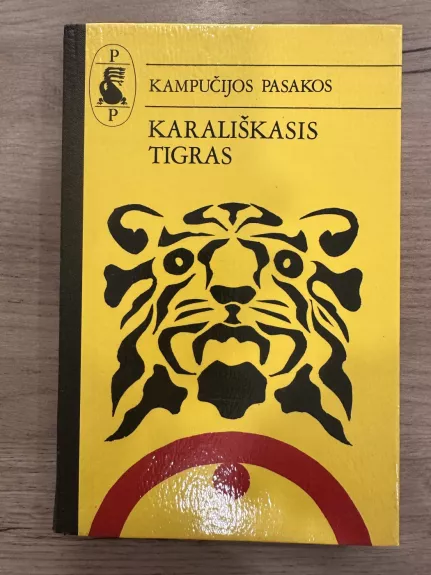 P
P
KAMPUČIJOS PASAKOS
KARALIŠKASIS
TIGRAS